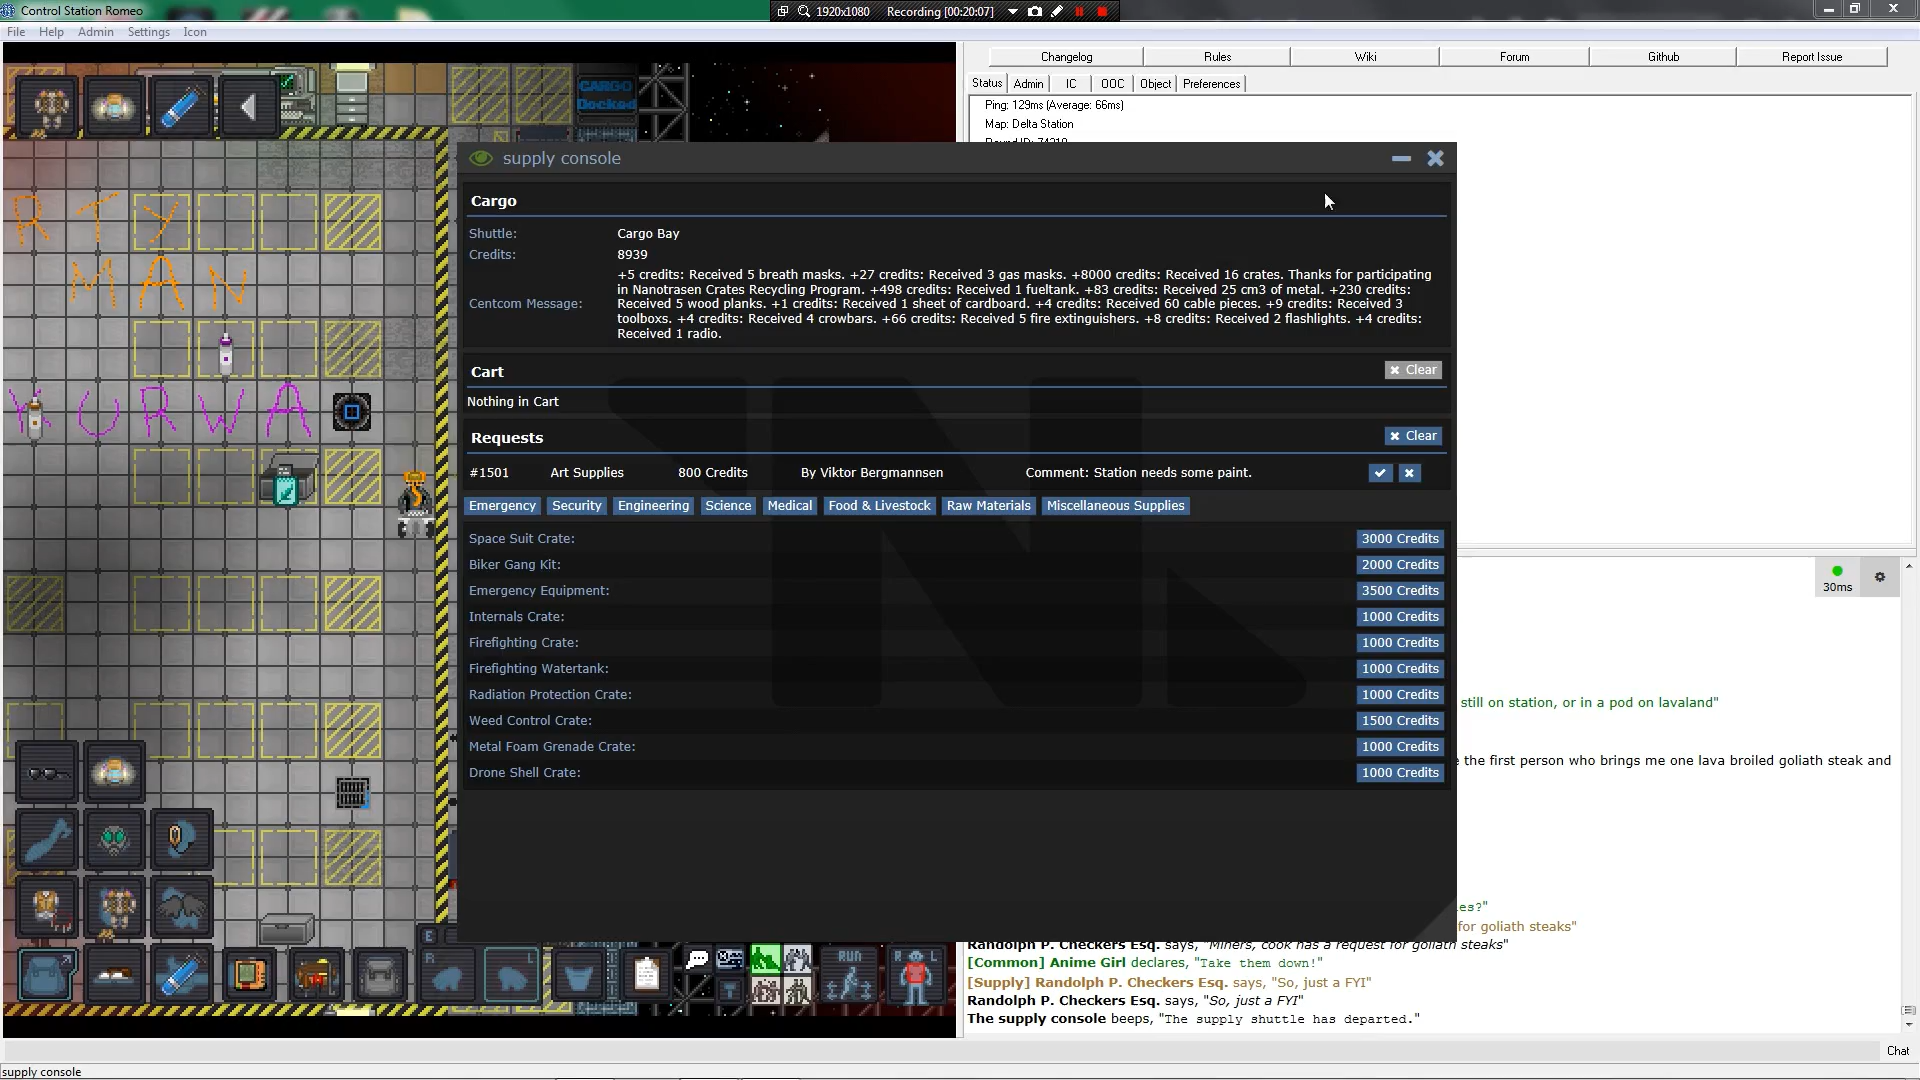 Control Station Romeo
1920x1080 Recording [00:20:07]
File Help Admin Settings Icon
Changelog Rules Wiki Forum Github Report Issue
Status Admin IC OOC Object Preferences
Ping: 129ms (Average: 66ms)
Map: Delta Station
CARGO
Docked
RTY
MAN
KURWA
supply console
Cargo
Shuttle: Cargo Bay
Credits: 8939
Centcom Message: +5 credits: Received 5 breath masks. +27 credits: Received 3 gas masks. +8000 credits: Received 16 crates. Thanks for participating
in Nanotrasen Crates Recycling Program. +498 credits: Received 1 fueltank. +83 credits: Received 25 cm3 of metal. +230 credits:
Received 5 wood planks. +1 credits: Received 1 sheet of cardboard. +4 credits: Received 60 cable pieces. +9 credits: Received 3
toolboxs. +4 credits: Received 4 crowbars. +66 credits: Received 5 fire extinguishers. +8 credits: Received 2 flashlights. +4 credits:
Received 1 radio.
Cart Clear
Nothing in Cart
Requests Clear
#1501 Art Supplies 800 Credits By Viktor Bergmannsen Comment: Station needs some paint.
Emergency Security Engineering Science Medical Food & Livestock Raw Materials Miscellaneous Supplies
Space Suit Crate: 3000 Credits
Biker Gang Kit: 2000 Credits
Emergency Equipment: 3500 Credits
Internals Crate: 1000 Credits
Firefighting Crate: 1000 Credits
Firefighting Watertank: 1000 Credits
Radiation Protection Crate: 1000 Credits
Weed Control Crate: 1500 Credits
Metal Foam Grenade Crate: 1000 Credits
Drone Shell Crate: 1000 Credits
30ms
still on station, or in a pod on lavaland"
the first person who brings me one lava broiled goliath steak and
es?"
for goliath steaks"
Randolph P. Checkers Esq. says, "Miners, cook has a request for goliath steaks"
[Common] Anime Girl declares, "Take them down!"
[Supply] Randolph P. Checkers Esq. says, "So, just a FYI"
Randolph P. Checkers Esq. says, "So, just a FYI"
The supply console beeps, "The supply shuttle has departed."
E
R L RUN R L
Chat
supply console